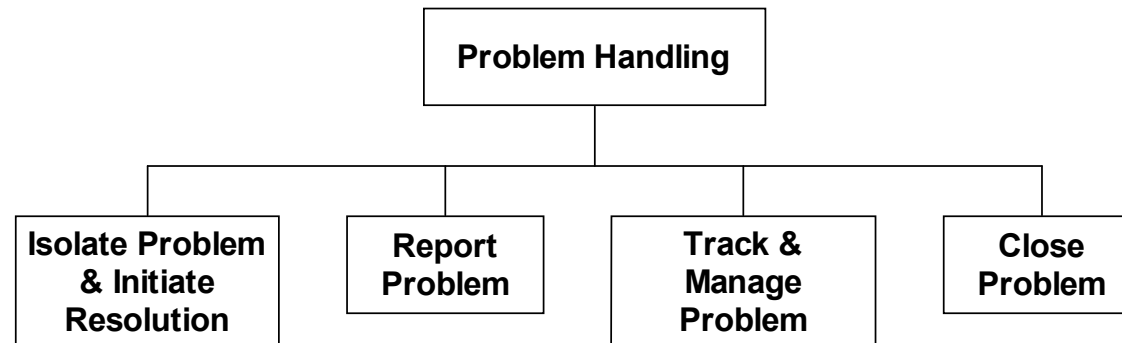 Problem Handling
Isolate Problem
& Initiate
Resolution
Report
Problem
Track &
Manage
Problem
Close
Problem